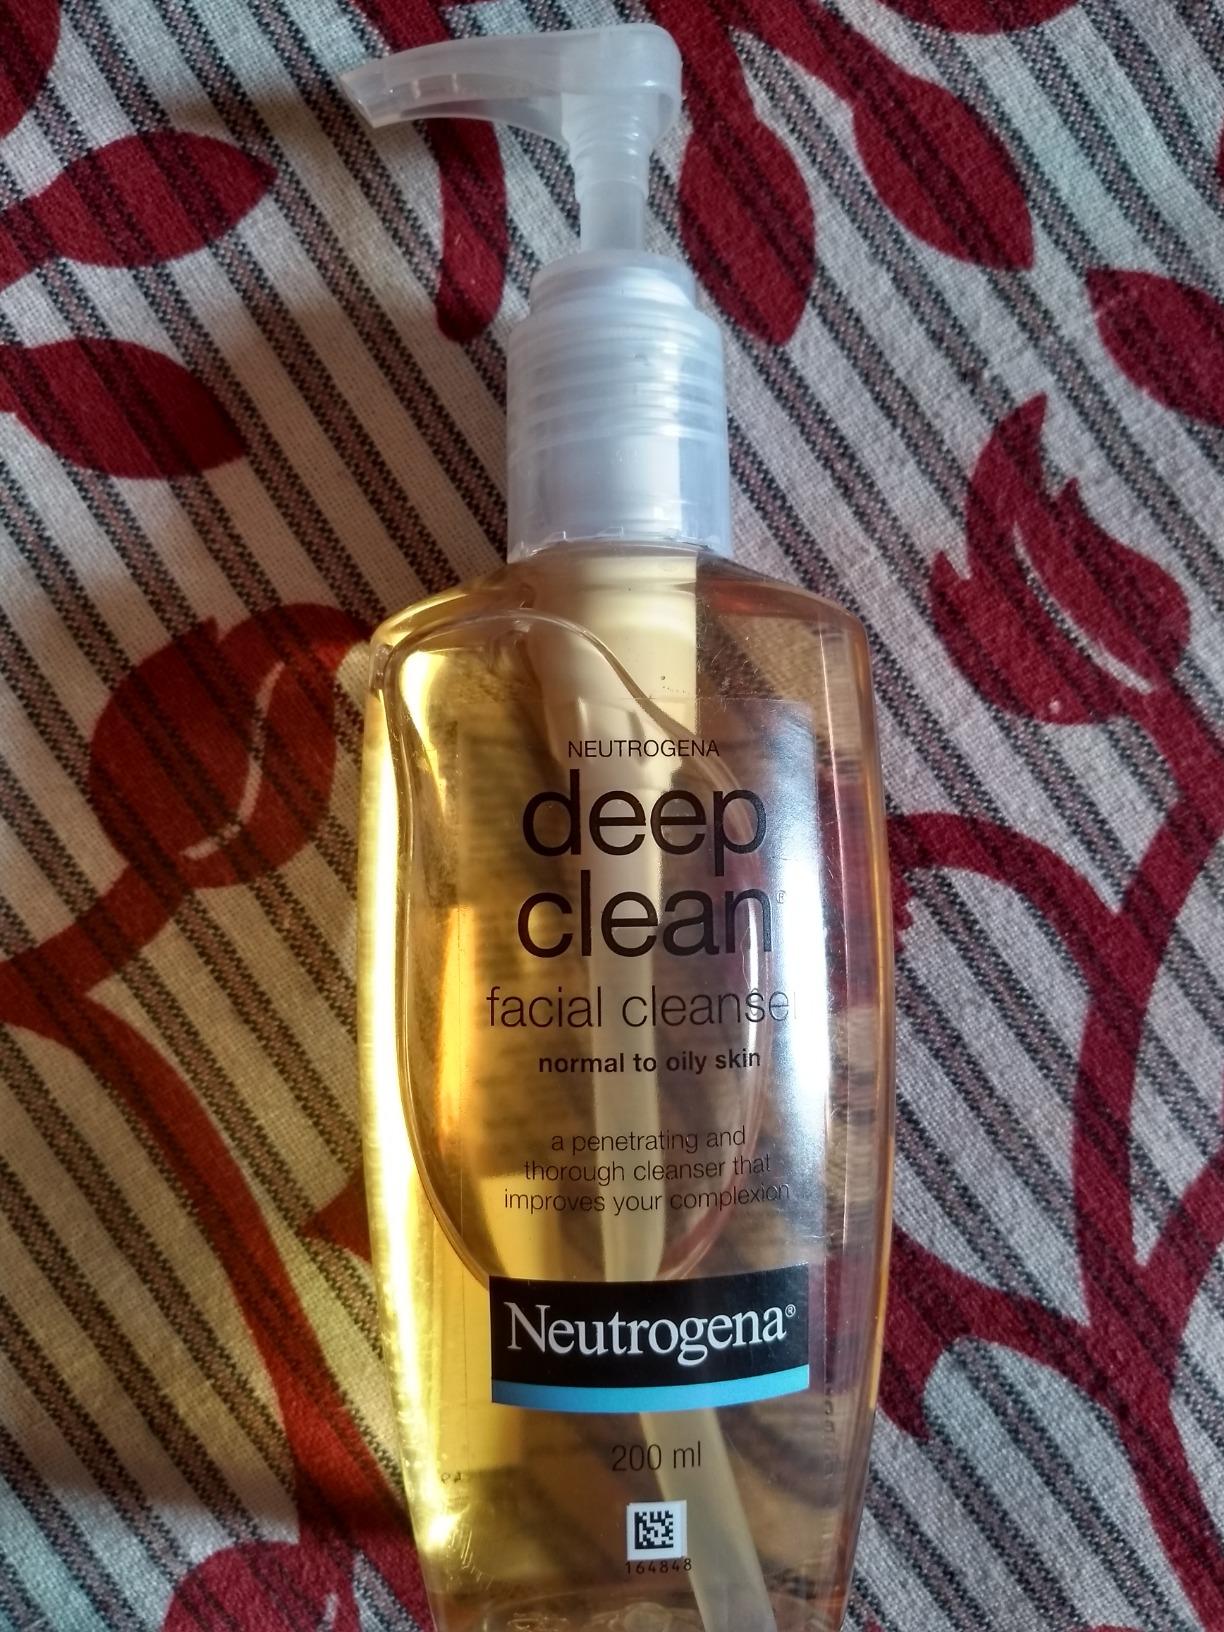 NEUTROGENA
deep
clean®
facial cleanser
normal to oily skin
a penetrating and
thorough cleanser that
improves your complexion
Neutrogena®
200 ml
164848